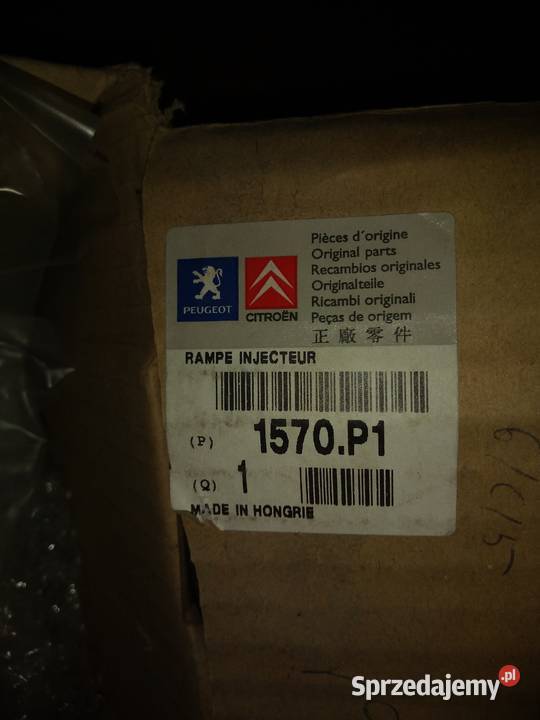 Pièces d'origine
Original parts
Recambios originales
Originalteile
Ricambi originali
Peças de origem
正廠零件
PEUGEOT
CITROËN
RAMPE INJECTEUR
(P) 1570.P1
(Q) 1
MADE IN HONGRIE
Sprzedajemy.pl